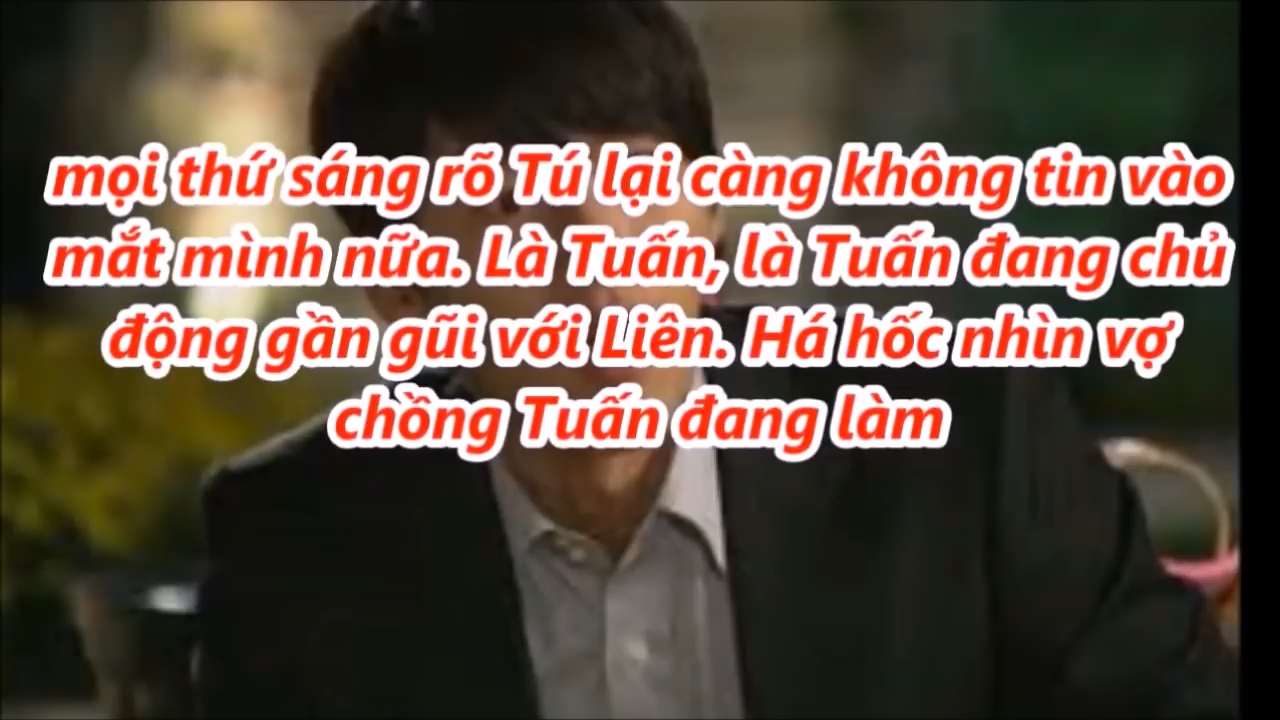 mọi thứ sáng rõ Tú lại càng không tin vào
mắt mình nữa. Là Tuấn, là Tuấn đang chủ
động gần gũi với Liên. Há hốc nhìn vợ
chồng Tuấn đang làm